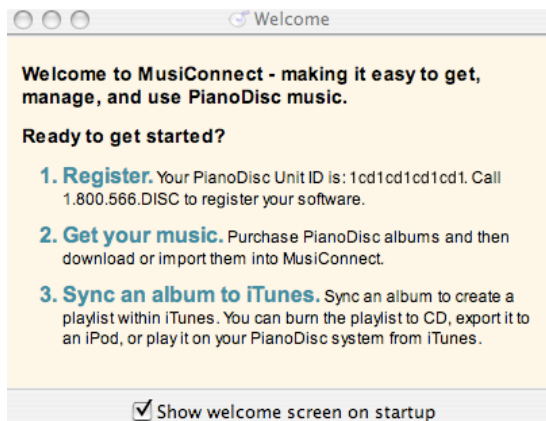 Welcome
Welcome to MusiConnect - making it easy to get,
manage, and use PianoDisc music.
Ready to get started?
1. Register. Your PianoDisc Unit ID is: 1cd1cd1cd1cd1. Call
1.800.566.DISC to register your software.
2. Get your music. Purchase PianoDisc albums and then
download or import them into MusiConnect.
3. Sync an album to iTunes. Sync an album to create a
playlist within iTunes. You can burn the playlist to CD, export it to
an iPod, or play it on your PianoDisc system from iTunes.
Show welcome screen on startup